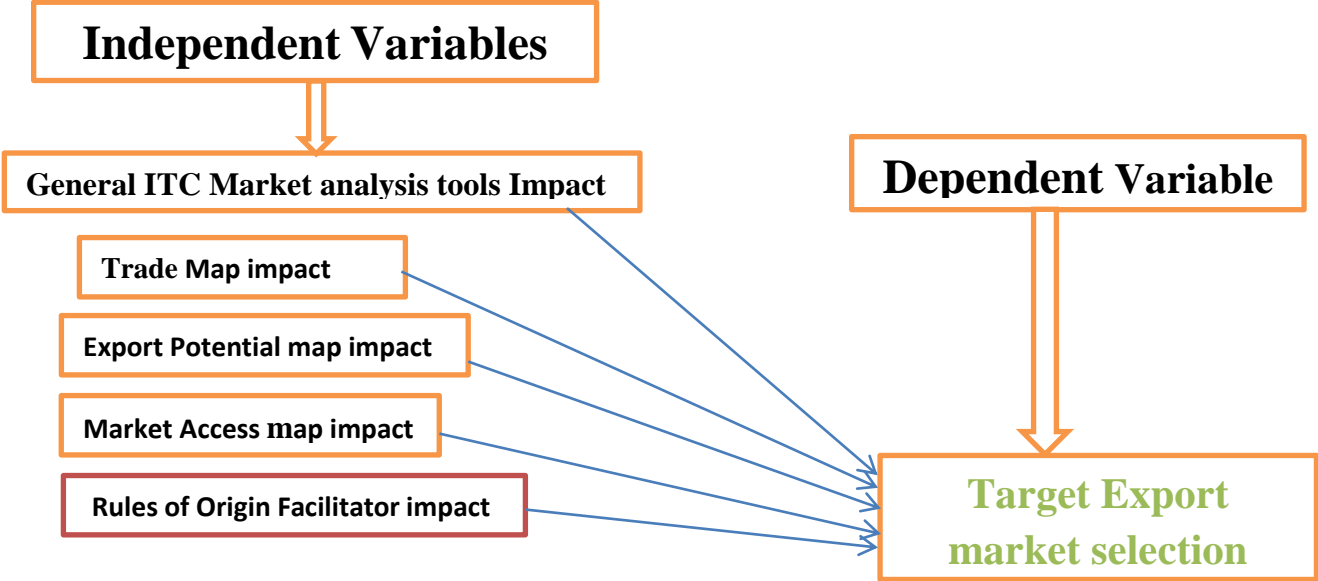 Independent Variables
General ITC Market analysis tools Impact
Trade Map impact
Export Potential map impact
Market Access map impact
Rules of Origin Facilitator impact
Dependent Variable
Target Export
market selection